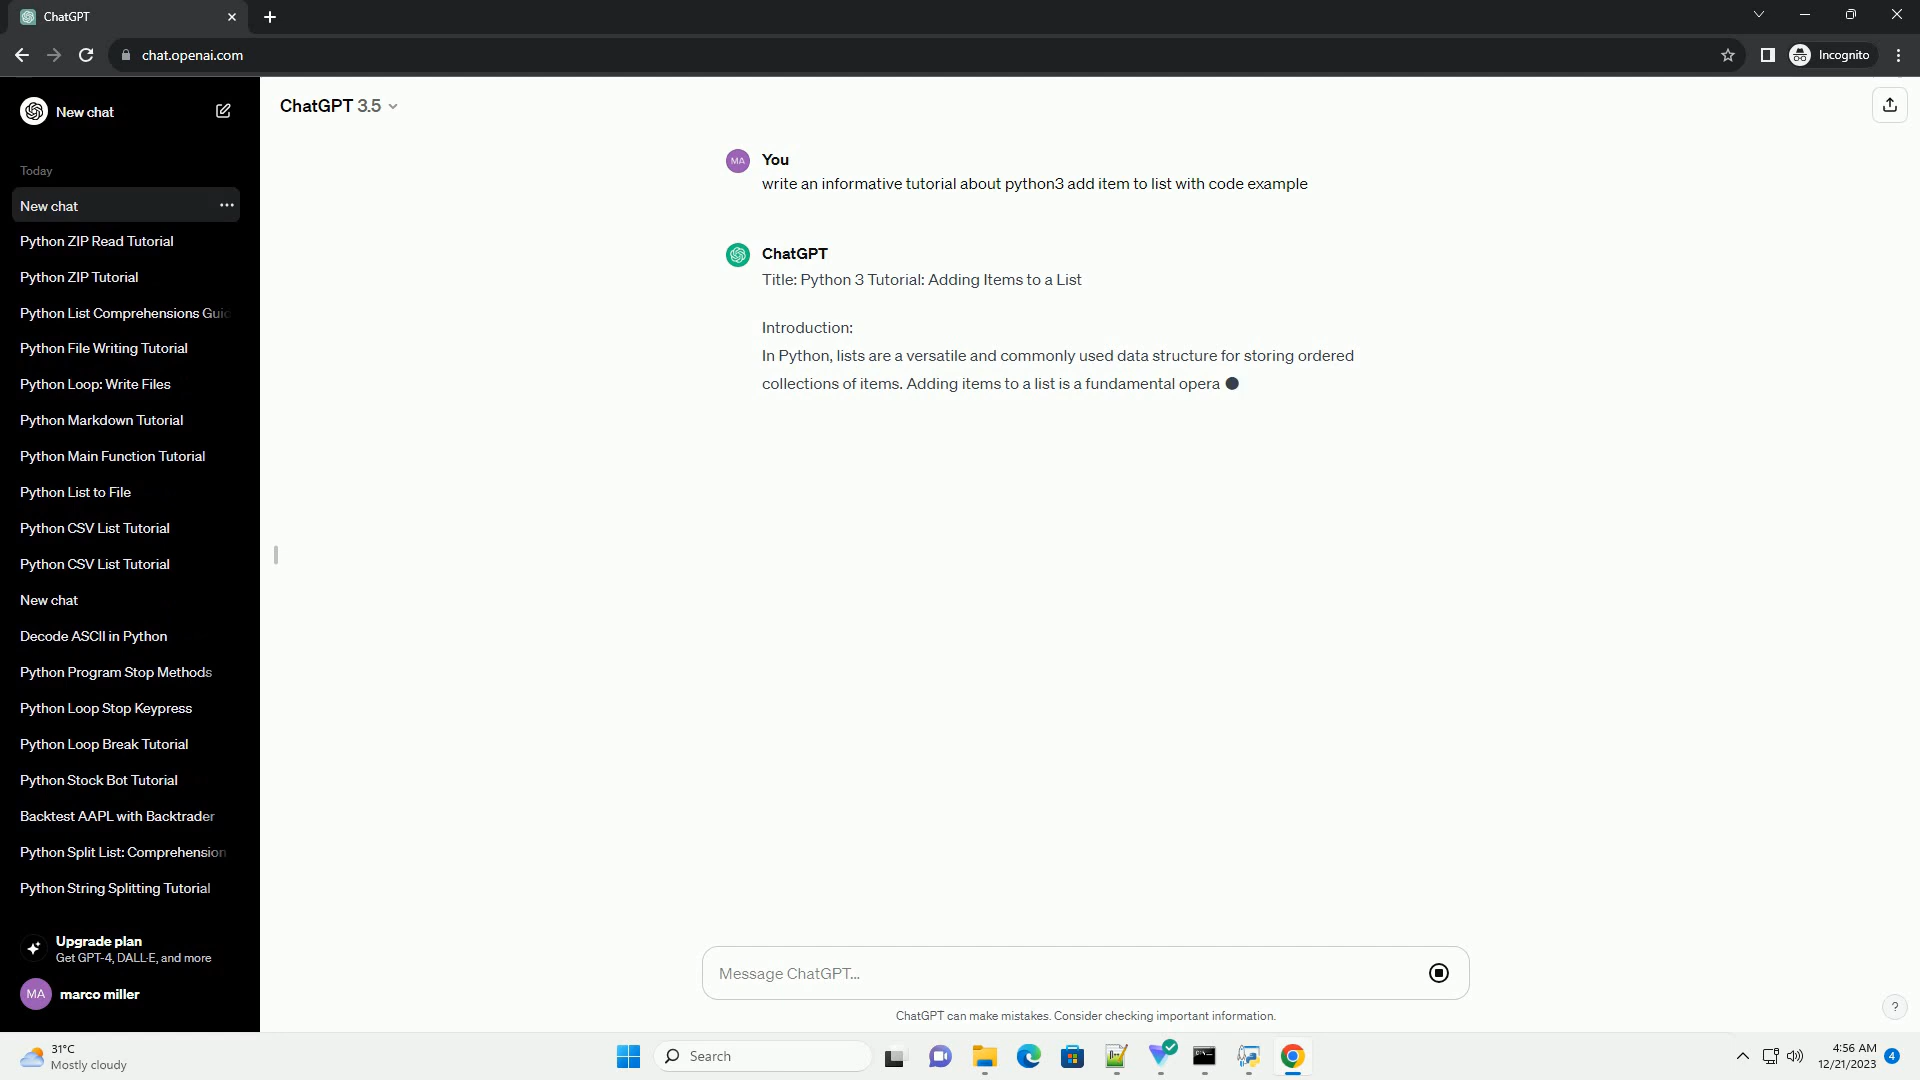 ChatGPT
chat.openai.com
Incognito
New chat
ChatGPT 3.5
Today
New chat
Python ZIP Read Tutorial
Python ZIP Tutorial
Python List Comprehensions Guid
Python File Writing Tutorial
Python Loop: Write Files
Python Markdown Tutorial
Python Main Function Tutorial
Python List to File
Python CSV List Tutorial
Python CSV List Tutorial
New chat
Decode ASCII in Python
Python Program Stop Methods
Python Loop Stop Keypress
Python Loop Break Tutorial
Python Stock Bot Tutorial
Backtest AAPL with Backtrader
Python Split List: Comprehension
Python String Splitting Tutorial
Upgrade plan
Get GPT-4, DALL·E, and more
MA marco miller
MA You
write an informative tutorial about python3 add item to list with code example
ChatGPT
Title: Python 3 Tutorial: Adding Items to a List
Introduction:
In Python, lists are a versatile and commonly used data structure for storing ordered
collections of items. Adding items to a list is a fundamental opera
Message ChatGPT...
ChatGPT can make mistakes. Consider checking important information.
?
31°C
Mostly cloudy
Search
4:56 AM
12/21/2023
4